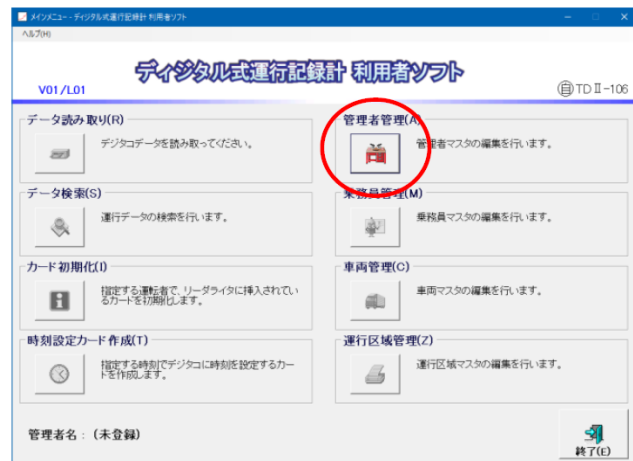 メインメニュー - ディジタル式運行記録計 利用者ソフト
ヘルプ(H)
ディジタル式運行記録計 利用者ソフト
V01/L01
自TDⅡ-106
データ読み取り(R)
デジタコデータを読み取ってください。
管理者管理(A)
管理者マスタの編集を行います。
データ検索(S)
運行データの検索を行います。
乗務員管理(M)
乗務員マスタの編集を行います。
カード初期化(I)
指定する運転者で、リーダライタに挿入されてい
るカードを初期化します。
車両管理(C)
車両マスタの編集を行います。
時刻設定カード作成(T)
指定する時刻でデジタコに時刻を設定するカー
ドを作成します。
運行区域管理(Z)
運行区域マスタの編集を行います。
管理者名 : (未登録)
終了(E)